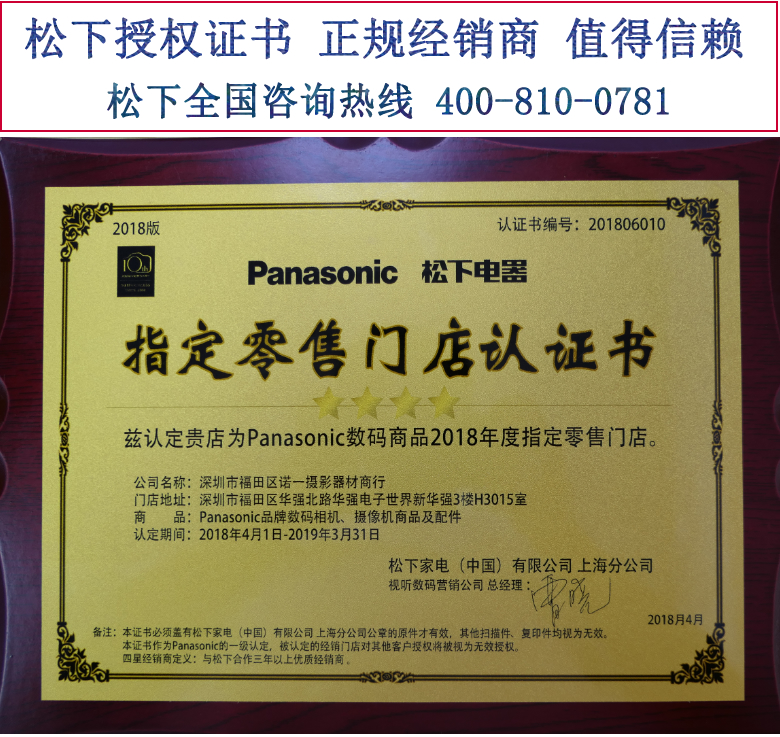 松下授权证书 正规经销商 值得信赖
松下全国咨询热线 400-810-0781
2018版
认证书编号：201806010
10th
Panasonic 松下电器
指定零售门店认证书
兹认定贵店为Panasonic数码商品2018年度指定零售门店。
公司名称：深圳市福田区诺一摄影器材商行
门店地址：深圳市福田区华强北路华强电子世界新华强3楼H3015室
商 品：Panasonic品牌数码相机、摄像机商品及配件
认定期间：2018年4月1日-2019年3月31日
松下家电（中国）有限公司 上海分公司
视听数码营销公司 总经理：
2018月4月
备注：本证书必须盖有松下家电（中国）有限公司 上海分公司公章的原件才有效，其他扫描件、复印件均视为无效。
本证书作为Panasonic的一级认定，被认定的经销门店对其他客户授权将被视为无效授权。
四星经销商定义：与松下合作三年以上优质经销商。